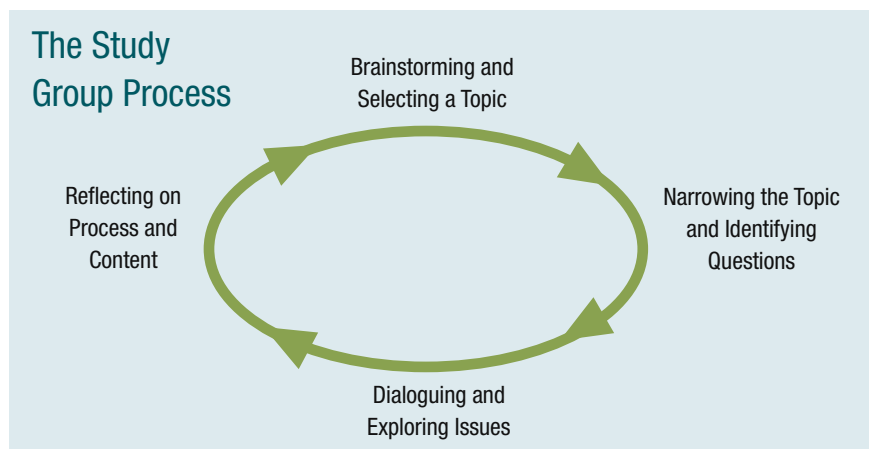 The Study
Group Process
Brainstorming and
Selecting a Topic
Narrowing the Topic
and Identifying
Questions
Dialoguing and
Exploring Issues
Reflecting on
Process and
Content